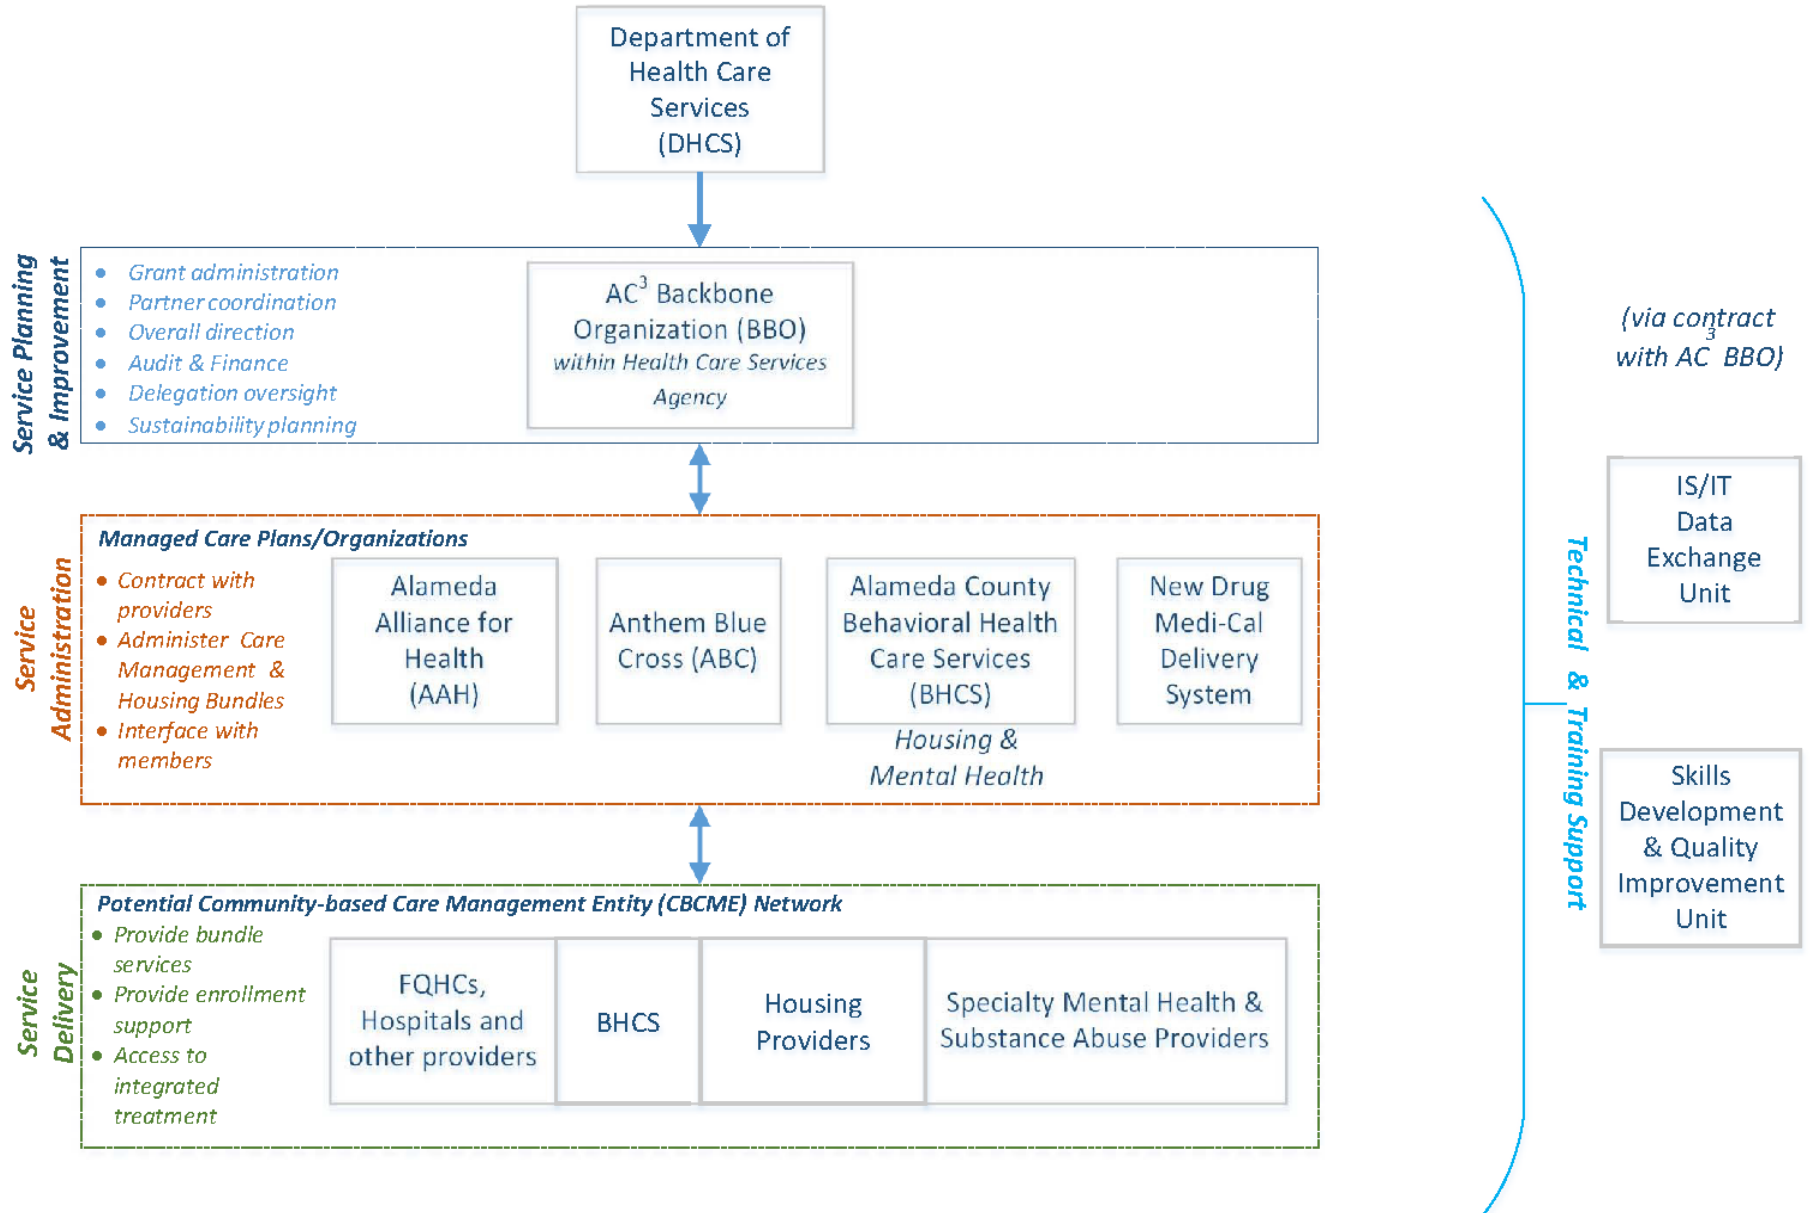 Department of
Health Care
Services
(DHCS)
Service Planning
& Improvement
• Grant administration
• Partner coordination
• Overall direction
• Audit & Finance
• Delegation oversight
• Sustainability planning
AC³ Backbone
Organization (BBO)
within Health Care Services
Agency
Service
Administration
Managed Care Plans/Organizations
• Contract with
providers
• Administer Care
Management &
Housing Bundles
• Interface with
members
Alameda
Alliance for
Health
(AAH)
Anthem Blue
Cross (ABC)
Alameda County
Behavioral Health
Care Services
(BHCS)
Housing &
Mental Health
New Drug
Medi-Cal
Delivery
System
Service
Delivery
Potential Community-based Care Management Entity (CBCME) Network
• Provide bundle
services
• Provide enrollment
support
• Access to
integrated
treatment
FQHCs,
Hospitals and
other providers
BHCS
Housing
Providers
Specialty Mental Health &
Substance Abuse Providers
Technical & Training Support
(via contract
with AC³ BBO)
IS/IT
Data
Exchange
Unit
Skills
Development
& Quality
Improvement
Unit